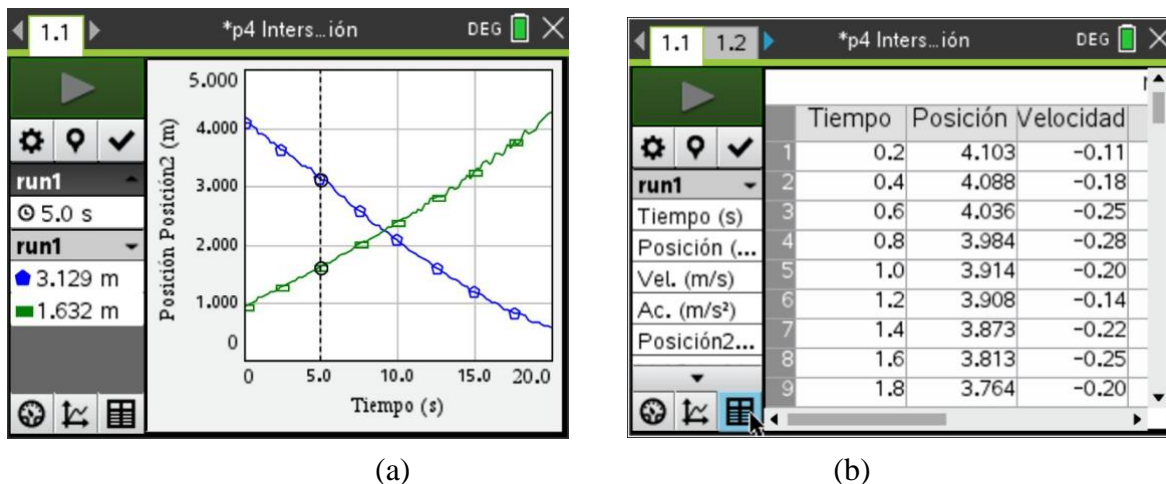 1.1
*p4 Inters…ión
DEG
run1
5.0 s
run1
3.129 m
1.632 m
Posición Posición2 (m)
5.000
4.000
3.000
2.000
1.000
0
0 5.0 10.0 15.0 20.0
Tiempo (s)
(a)
1.1 1.2
*p4 Inters…ión
DEG
run1
Tiempo (s)
Posición (...
Vel. (m/s)
Ac. (m/s²)
Posición2...
Tiempo Posición Velocidad
1 0.2 4.103 -0.11
2 0.4 4.088 -0.18
3 0.6 4.036 -0.25
4 0.8 3.984 -0.28
5 1.0 3.914 -0.20
6 1.2 3.908 -0.14
7 1.4 3.873 -0.22
8 1.6 3.813 -0.25
9 1.8 3.764 -0.20
(b)